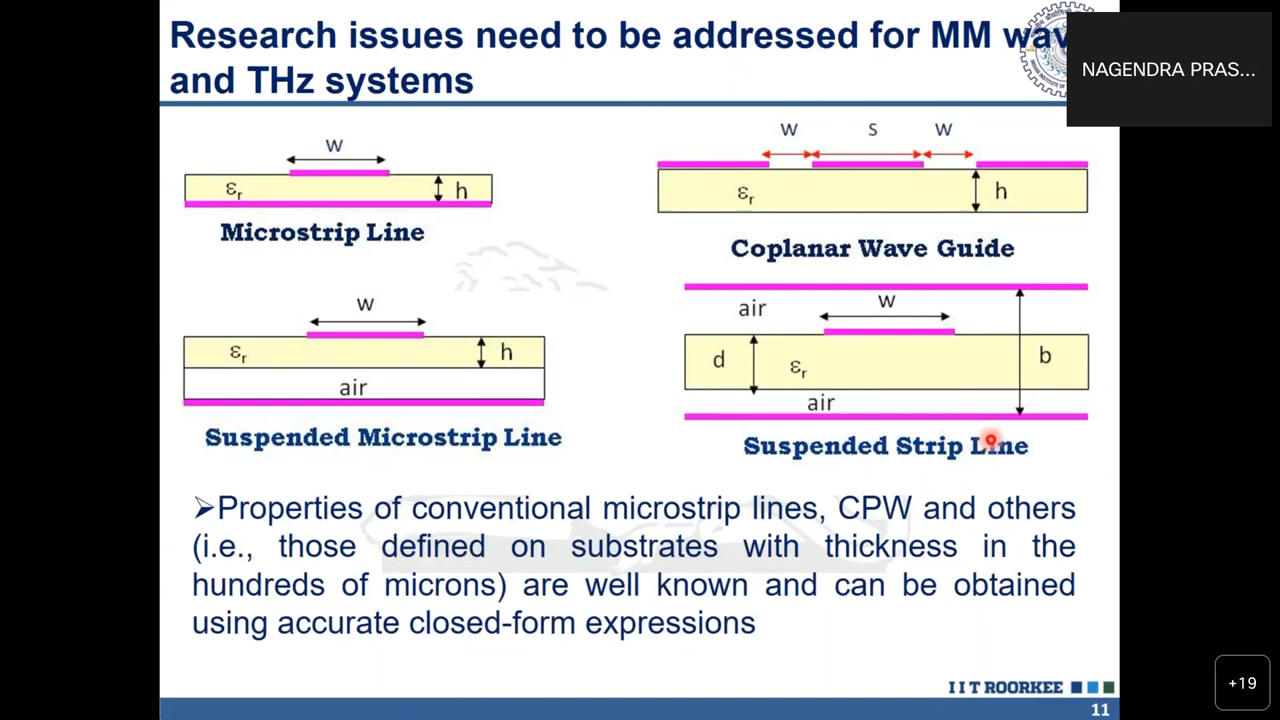 Research issues need to be addressed for MM wav
and THz systems
NAGENDRA PRAS...
w
εr
h
Microstrip Line
w s w
εr
h
Coplanar Wave Guide
w
εr
h
air
Suspended Microstrip Line
air
w
d
εr
b
air
Suspended Strip Line
➢Properties of conventional microstrip lines, CPW and others
(i.e., those defined on substrates with thickness in the
hundreds of microns) are well known and can be obtained
using accurate closed-form expressions
I I T ROORKEE
11
+19